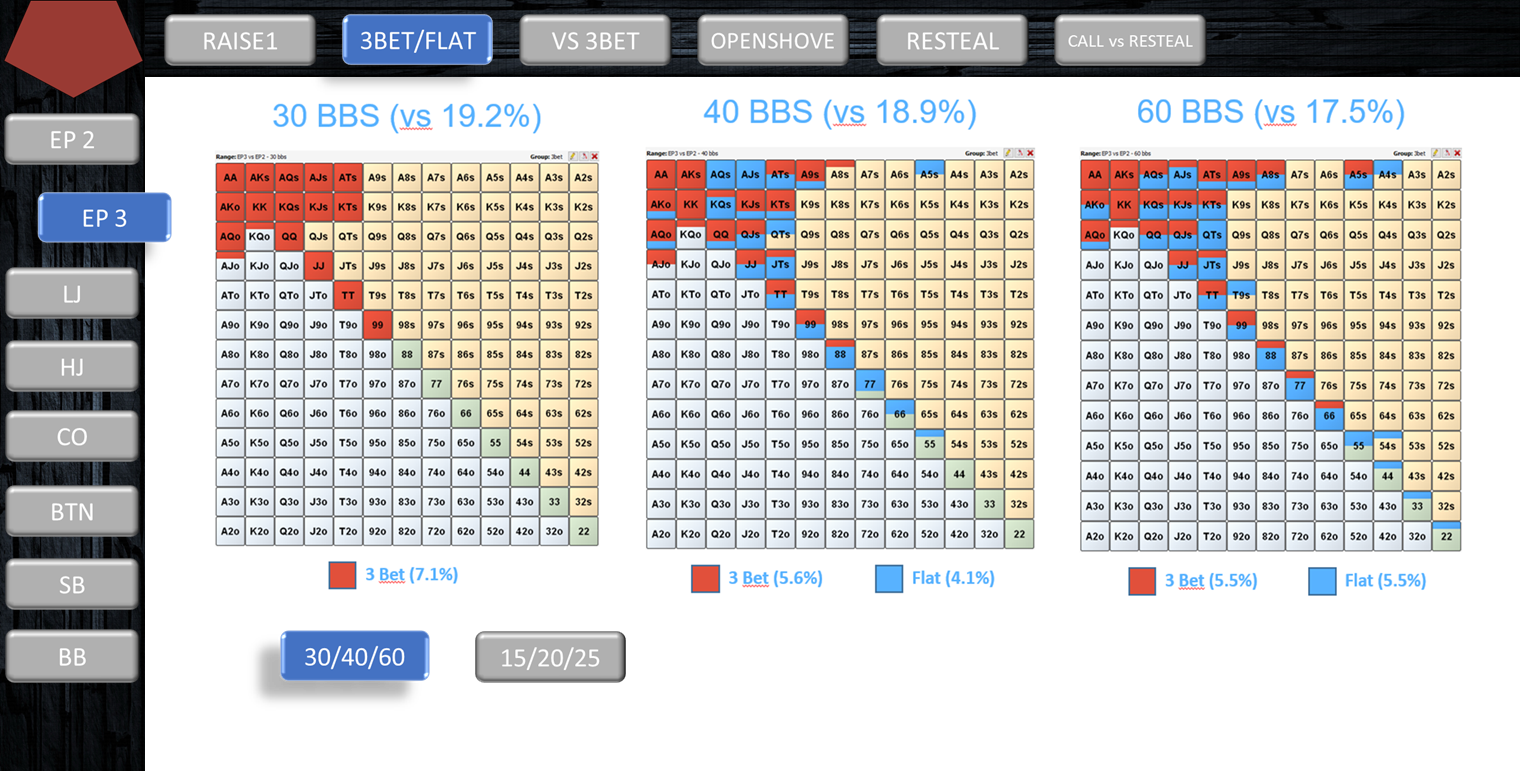 RAISE1 3BET/FLAT VS 3BET OPENSHOVE RESTEAL CALL vs RESTEAL
EP 2
EP 3
LJ
HJ
CO
BTN
SB
BB
30 BBS (vs 19.2%)
Range: EP3 vs EP2 - 30 bbs Group: 3bet
AA AKs AQs AJs ATs A9s A8s A7s A6s A5s A4s A3s A2s
AKo KK KQs KJs KTs K9s K8s K7s K6s K5s K4s K3s K2s
AQo KQo QQ QJs QTs Q9s Q8s Q7s Q6s Q5s Q4s Q3s Q2s
AJo KJo QJo JJ JTs J9s J8s J7s J6s J5s J4s J3s J2s
ATo KTo QTo JTo TT T9s T8s T7s T6s T5s T4s T3s T2s
A9o K9o Q9o J9o T9o 99 98s 97s 96s 95s 94s 93s 92s
A8o K8o Q8o J8o T8o 98o 88 87s 86s 85s 84s 83s 82s
A7o K7o Q7o J7o T7o 97o 87o 77 76s 75s 74s 73s 72s
A6o K6o Q6o J6o T6o 96o 86o 76o 66 65s 64s 63s 62s
A5o K5o Q5o J5o T5o 95o 85o 75o 65o 55 54s 53s 52s
A4o K4o Q4o J4o T4o 94o 84o 74o 64o 54o 44 43s 42s
A3o K3o Q3o J3o T3o 93o 83o 73o 63o 53o 43o 33 32s
A2o K2o Q2o J2o T2o 92o 82o 72o 62o 52o 42o 32o 22
3 Bet (7.1%)
40 BBS (vs 18.9%)
Range: EP3 vs EP2 - 40 bbs Group: 3bet
AA AKs AQs AJs ATs A9s A8s A7s A6s A5s A4s A3s A2s
AKo KK KQs KJs KTs K9s K8s K7s K6s K5s K4s K3s K2s
AQo KQo QQ QJs QTs Q9s Q8s Q7s Q6s Q5s Q4s Q3s Q2s
AJo KJo QJo JJ JTs J9s J8s J7s J6s J5s J4s J3s J2s
ATo KTo QTo JTo TT T9s T8s T7s T6s T5s T4s T3s T2s
A9o K9o Q9o J9o T9o 99 98s 97s 96s 95s 94s 93s 92s
A8o K8o Q8o J8o T8o 98o 88 87s 86s 85s 84s 83s 82s
A7o K7o Q7o J7o T7o 97o 87o 77 76s 75s 74s 73s 72s
A6o K6o Q6o J6o T6o 96o 86o 76o 66 65s 64s 63s 62s
A5o K5o Q5o J5o T5o 95o 85o 75o 65o 55 54s 53s 52s
A4o K4o Q4o J4o T4o 94o 84o 74o 64o 54o 44 43s 42s
A3o K3o Q3o J3o T3o 93o 83o 73o 63o 53o 43o 33 32s
A2o K2o Q2o J2o T2o 92o 82o 72o 62o 52o 42o 32o 22
3 Bet (5.6%) Flat (4.1%)
60 BBS (vs 17.5%)
Range: EP3 vs EP2 - 60 bbs Group: 3bet
AA AKs AQs AJs ATs A9s A8s A7s A6s A5s A4s A3s A2s
AKo KK KQs KJs KTs K9s K8s K7s K6s K5s K4s K3s K2s
AQo KQo QQ QJs QTs Q9s Q8s Q7s Q6s Q5s Q4s Q3s Q2s
AJo KJo QJo JJ JTs J9s J8s J7s J6s J5s J4s J3s J2s
ATo KTo QTo JTo TT T9s T8s T7s T6s T5s T4s T3s T2s
A9o K9o Q9o J9o T9o 99 98s 97s 96s 95s 94s 93s 92s
A8o K8o Q8o J8o T8o 98o 88 87s 86s 85s 84s 83s 82s
A7o K7o Q7o J7o T7o 97o 87o 77 76s 75s 74s 73s 72s
A6o K6o Q6o J6o T6o 96o 86o 76o 66 65s 64s 63s 62s
A5o K5o Q5o J5o T5o 95o 85o 75o 65o 55 54s 53s 52s
A4o K4o Q4o J4o T4o 94o 84o 74o 64o 54o 44 43s 42s
A3o K3o Q3o J3o T3o 93o 83o 73o 63o 53o 43o 33 32s
A2o K2o Q2o J2o T2o 92o 82o 72o 62o 52o 42o 32o 22
3 Bet (5.5%) Flat (5.5%)
30/40/60 15/20/25